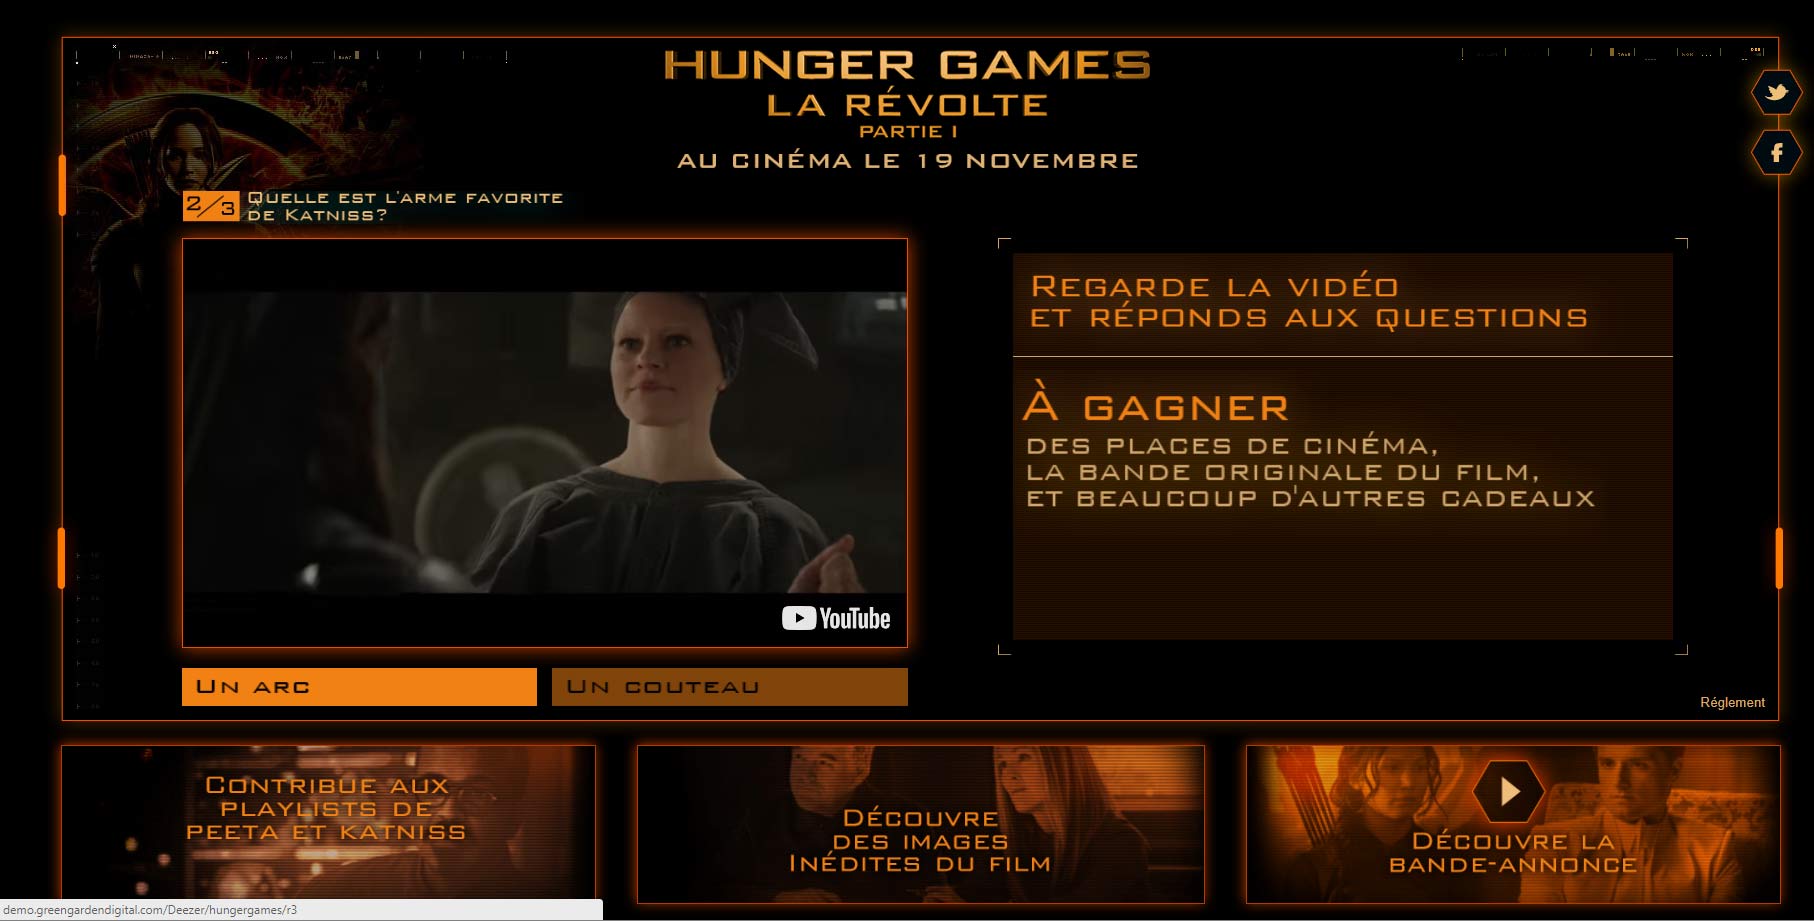 HUNGER GAMES
LA RÉVOLTE
PARTIE I
AU CINÉMA LE 19 NOVEMBRE
2/3
QUELLE EST L'ARME FAVORITE
DE KATNISS?
YouTube
UN ARC
UN COUTEAU
REGARDE LA VIDÉO
ET RÉPONDS AUX QUESTIONS
À GAGNER
DES PLACES DE CINÉMA,
LA BANDE ORIGINALE DU FILM,
ET BEAUCOUP D'AUTRES CADEAUX
Réglement
CONTRIBUE AUX
PLAYLISTS DE
PEETA ET KATNISS
DÉCOUVRE
DES IMAGES
INÉDITES DU FILM
DÉCOUVRE LA
BANDE-ANNONCE
demo.greengardendigital.com/Deezer/hungergames/r3